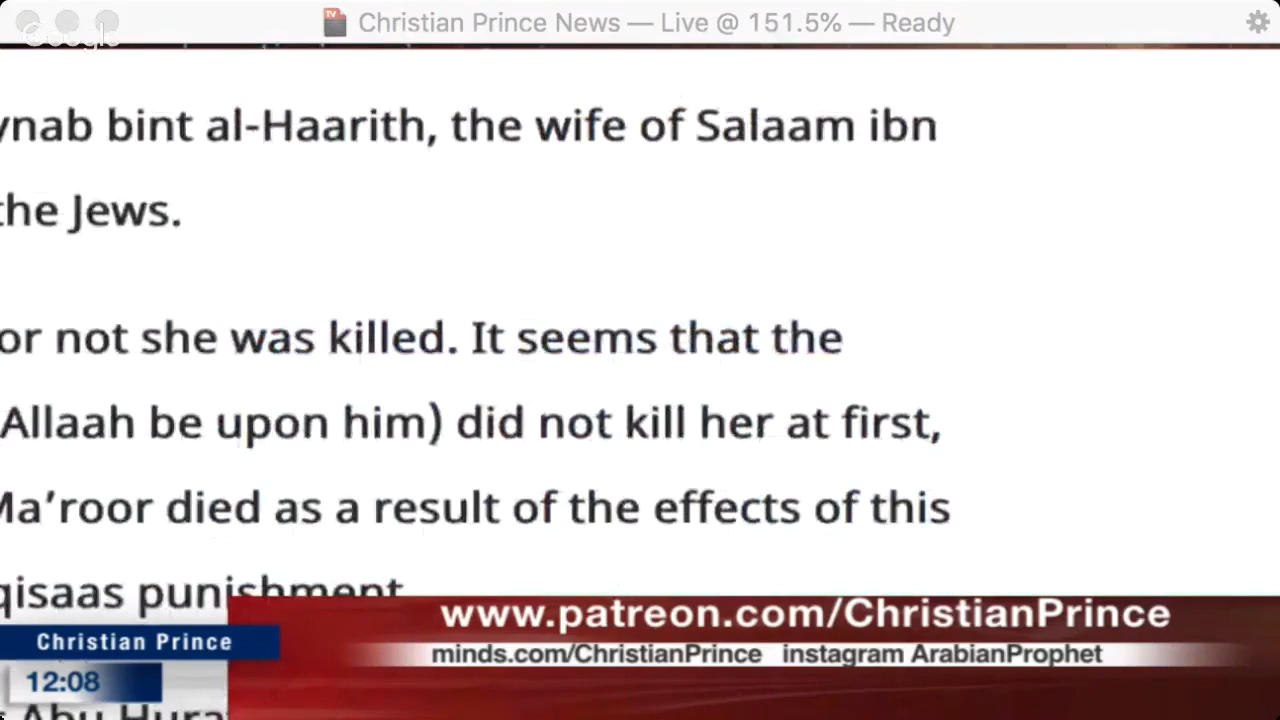 Christian Prince News — Live @ 151.5% — Ready
Google
ynab bint al-Haarith, the wife of Salaam ibn
the Jews.
or not she was killed. It seems that the
Allaah be upon him) did not kill her at first,
Ma’roor died as a result of the effects of this
qisaas punishment
www.patreon.com/ChristianPrince
Christian Prince
minds.com/ChristianPrince instagram ArabianProphet
12:08
Abu Hura